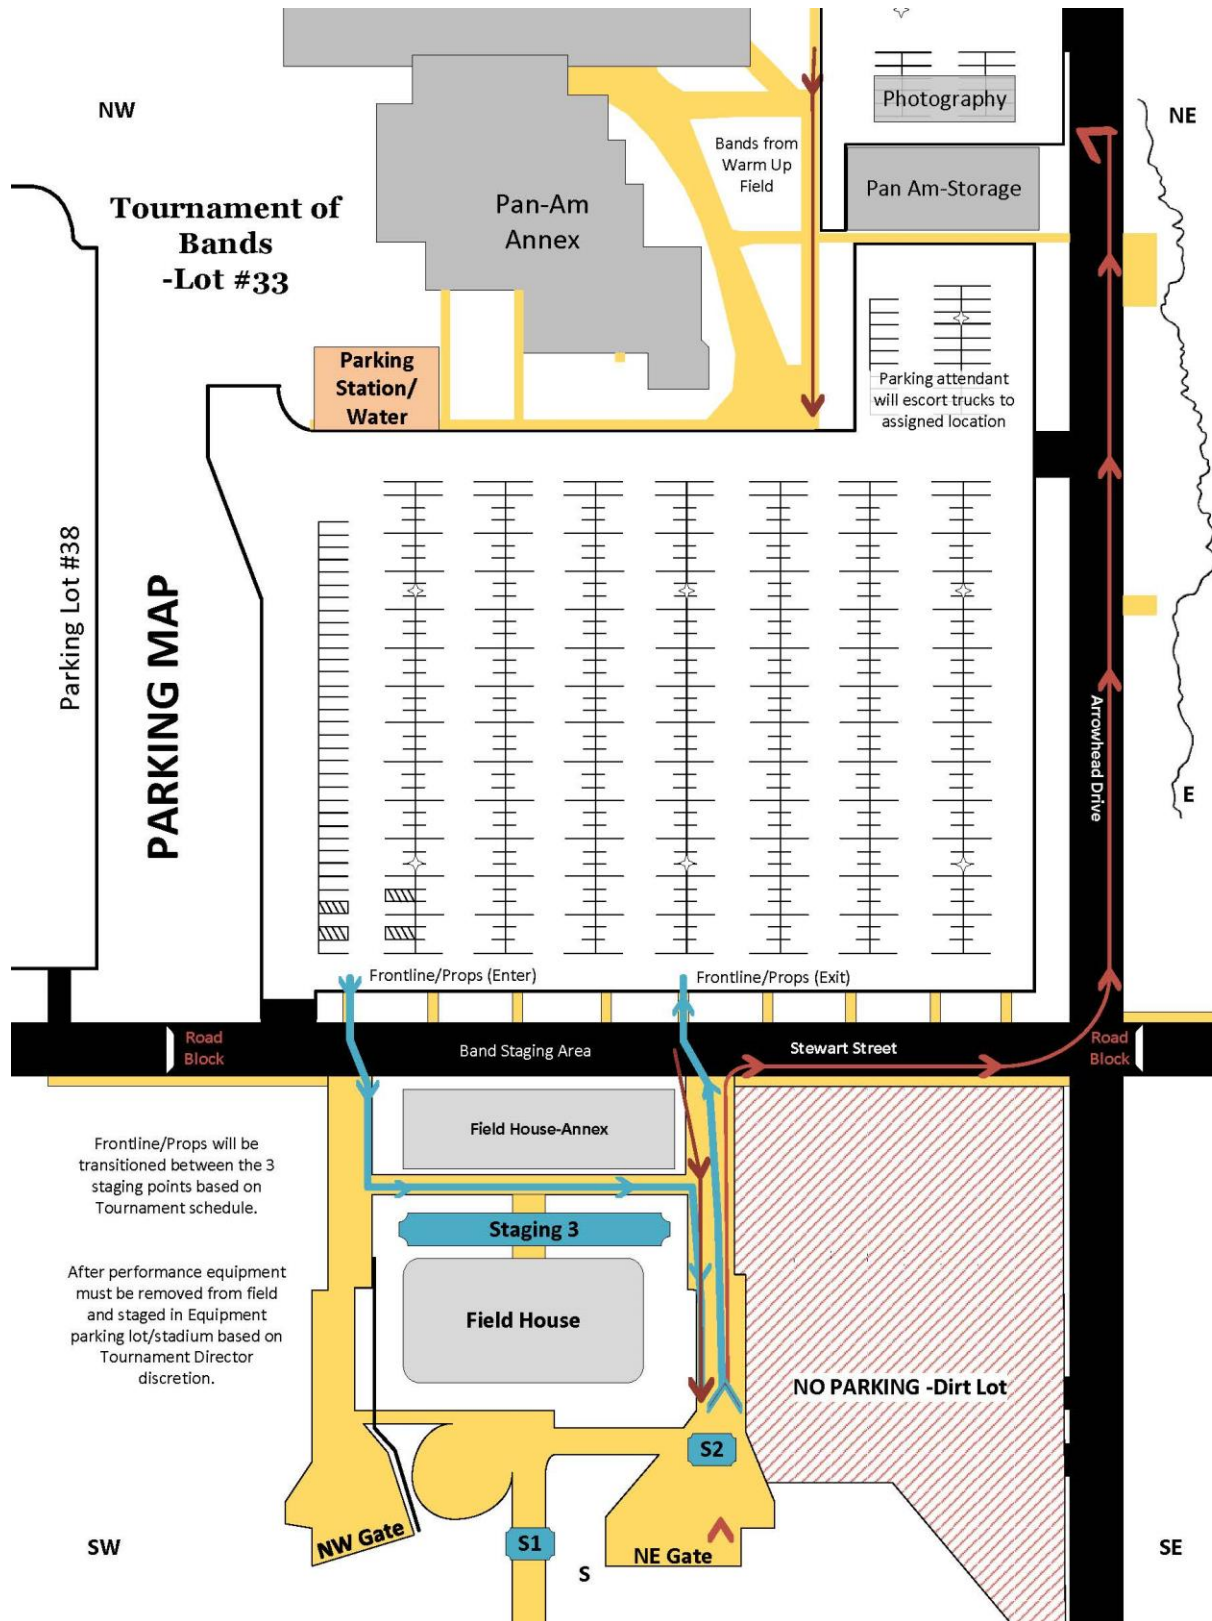 NW
NE
Photography
Bands from
Warm Up
Field
Pan Am-Storage
Pan-Am
Annex
Tournament of
Bands
-Lot #33
Parking
Station/
Water
Parking attendant
will escort trucks to
assigned location
Parking Lot #38
PARKING MAP
Arrowhead Drive
E
Frontline/Props (Enter)
Frontline/Props (Exit)
Road
Block
Band Staging Area
Stewart Street
Road
Block
Field House-Annex
Frontline/Props will be
transitioned between the 3
staging points based on
Tournament schedule.
Staging 3
After performance equipment
must be removed from field
and staged in Equipment
parking lot/stadium based on
Tournament Director
discretion.
Field House
NO PARKING -Dirt Lot
S2
NW Gate
S1
NE Gate
SW
S
SE